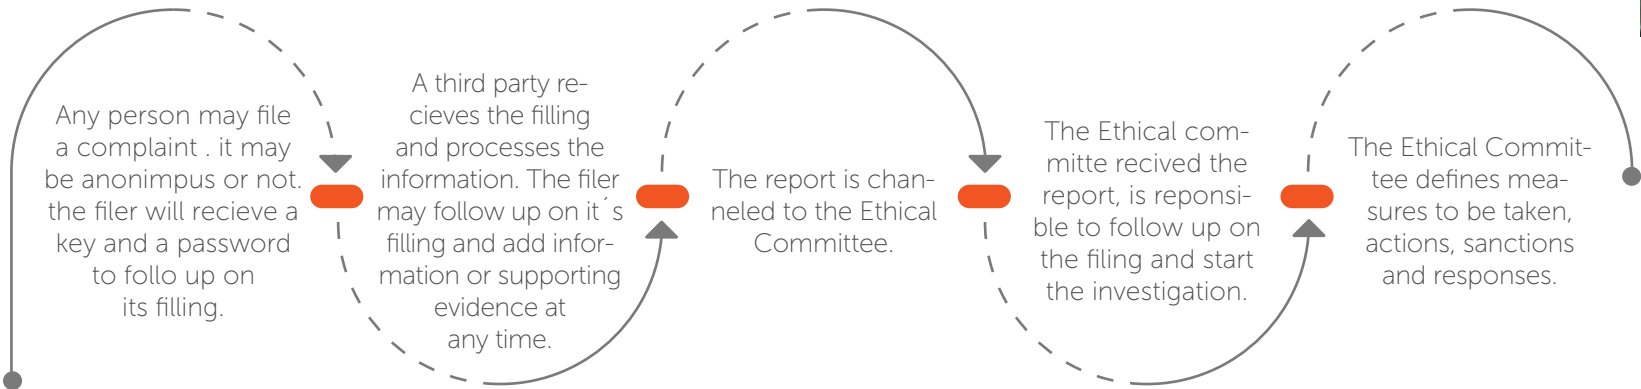 Any person may file
a complaint . it may
be anonimpus or not.
the filer will recieve a
key and a password
to follo up on
its filling.
A third party re-
cieves the filling
and processes the
information. The filer
may follow up on it´s
filling and add infor-
mation or supporting
evidence at
any time.
The report is chan-
neled to the Ethical
Committee.
The Ethical com-
mitte recived the
report, is reponsi-
ble to follow up on
the filing and start
the investigation.
The Ethical Commit-
tee defines mea-
sures to be taken,
actions, sanctions
and responses.